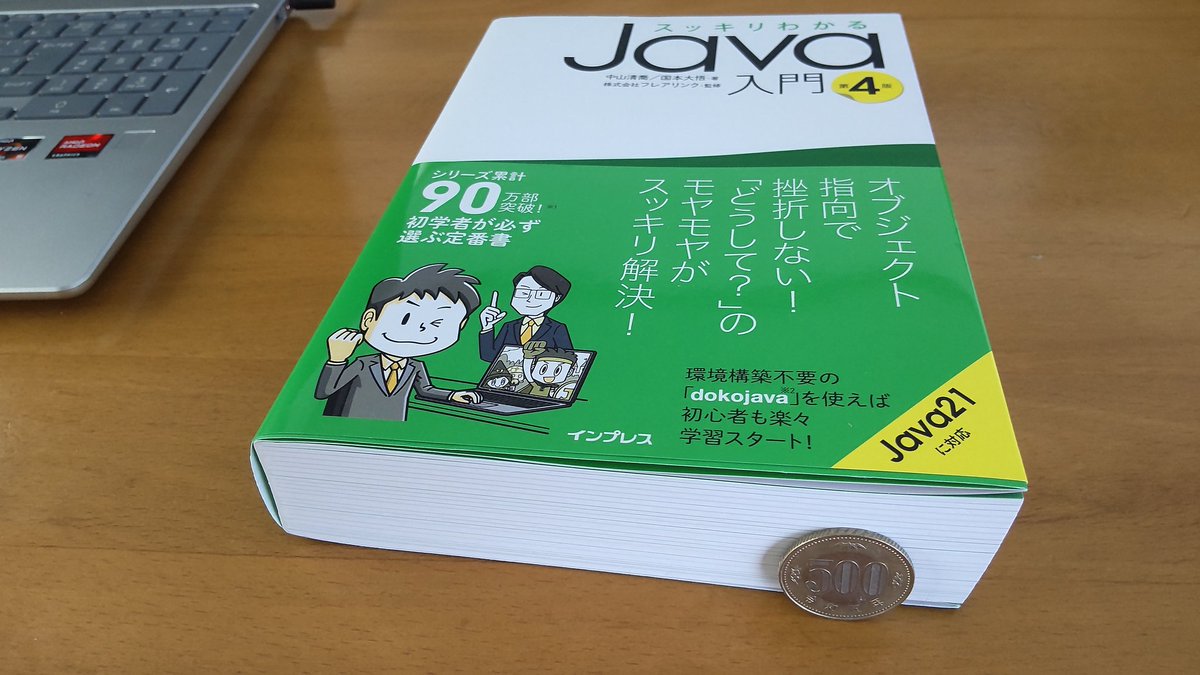 スッキリわかる
Java
入門
第4版
中山清喬/国本大悟・著
株式会社フレアリンク・監修
オブジェクト
指向で
挫折しない!
「どうして?」の
モヤモヤが
スッキリ解決!
シリーズ累計
90万部
突破!※1
初学者が必ず
選ぶ定番書
環境構築不要の
「dokojava※2」を使えば
初心者も楽々
学習スタート!
インプレス
Java21
に対応
500
RADEON